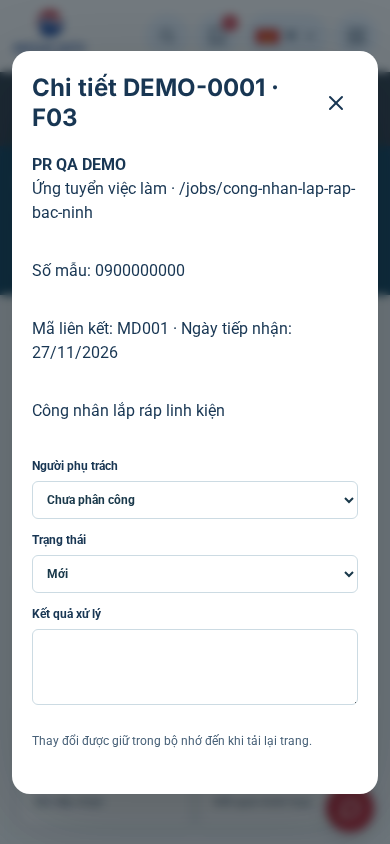 Chi tiết DEMO-0001 ·
F03
PR QA DEMO
Ứng tuyển việc làm · /jobs/cong-nhan-lap-rap-
bac-ninh
Số mẫu: 0900000000
Mã liên kết: MD001 · Ngày tiếp nhận:
27/11/2026
Công nhân lắp ráp linh kiện
Người phụ trách
Chưa phân công
Trạng thái
Mới
Kết quả xử lý
Thay đổi được giữ trong bộ nhớ đến khi tải lại trang.